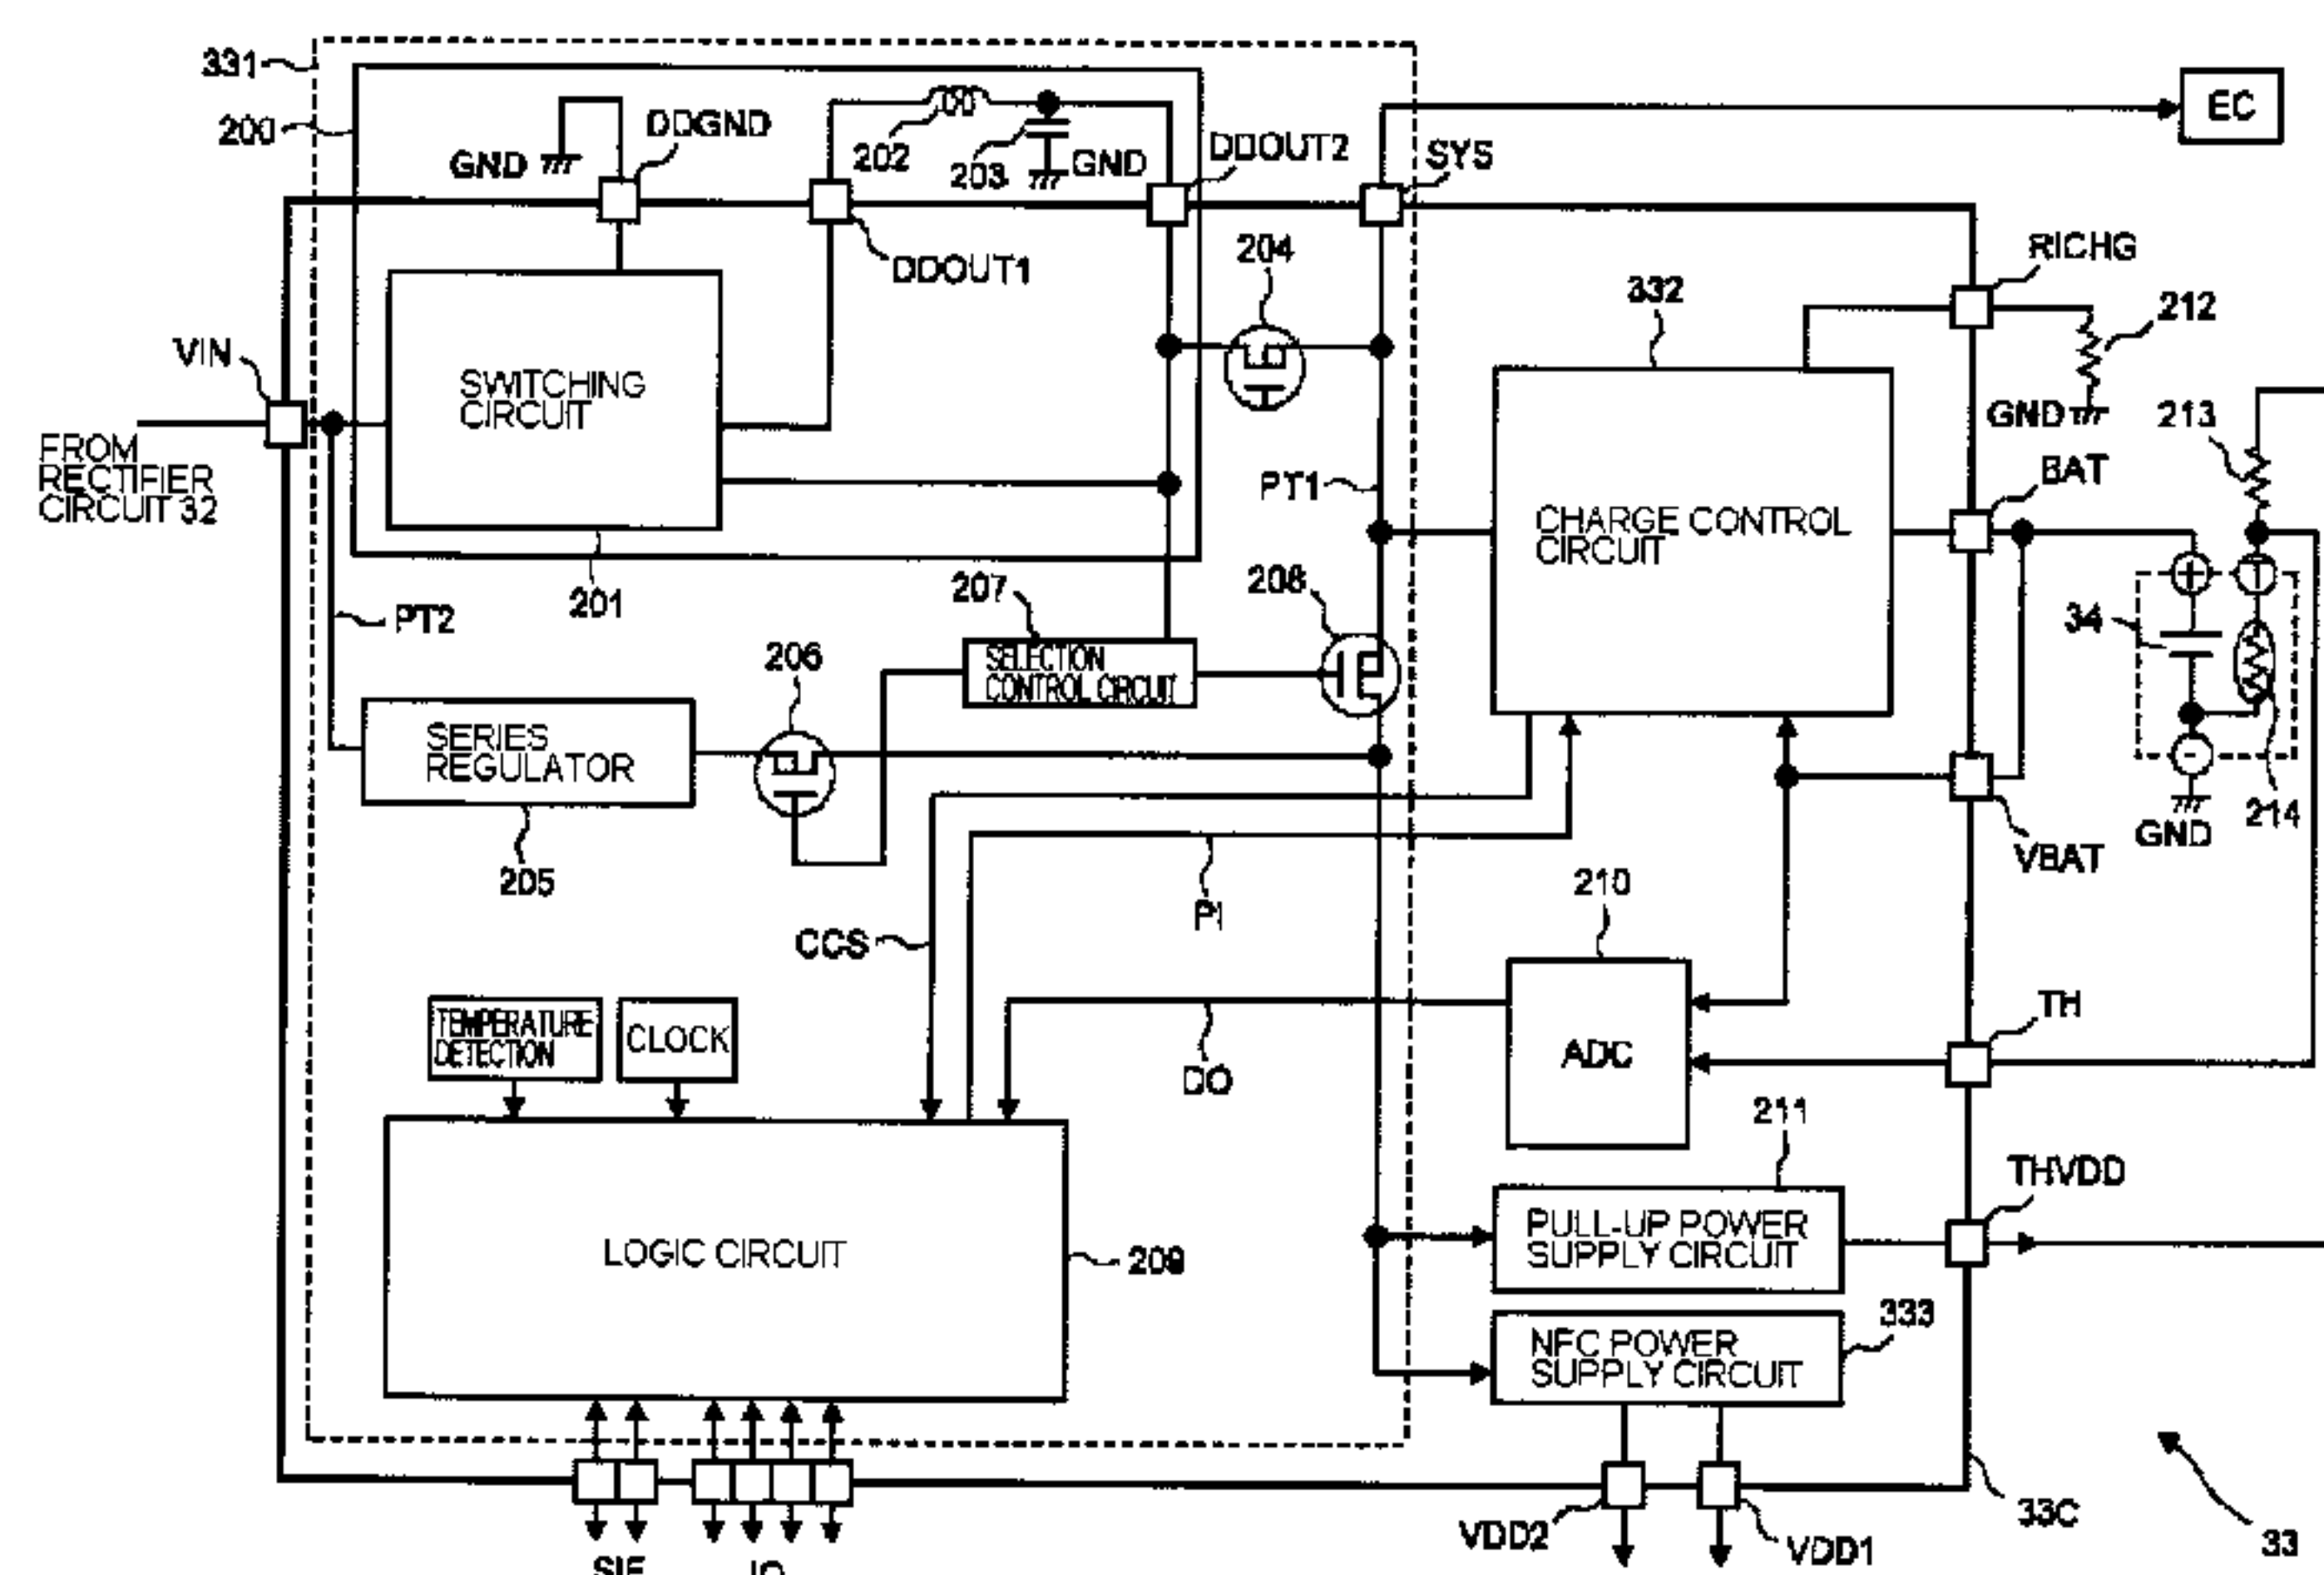 331
200
GND
DDGND
202
203
GND
DDOUT2
SYS
EC
DDOUT1
204
RICHG
332
212
VIN
SWITCHING
CIRCUIT
GND
213
FROM
RECTIFIER
CIRCUIT 32
PT1
BAT
CHARGE CONTROL
CIRCUIT
201
207
208
PT2
34
206
SELECTION
CONTROL CIRCUIT
SERIES
REGULATOR
214
GND
VBAT
205
210
PI
CCS
TEMPERATURE
DETECTION
CLOCK
ADC
TH
DO
211
THVDD
LOGIC CIRCUIT
209
PULL-UP POWER
SUPPLY CIRCUIT
333
NFC POWER
SUPPLY CIRCUIT
33C
VDD2
VDD1
33
SIF
IO